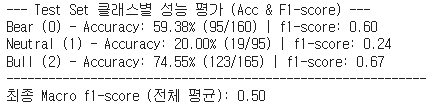 --- Test Set 클래스별 성능 평가 (Acc & F1-score) ---
Bear (0) - Accuracy: 59.38% (95/160) | f1-score: 0.60
Neutral (1) - Accuracy: 20.00% (19/95) | f1-score: 0.24
Bull (2) - Accuracy: 74.55% (123/165) | f1-score: 0.67
------------------------------------------------------------
최종 Macro f1-score (전체 평균): 0.50